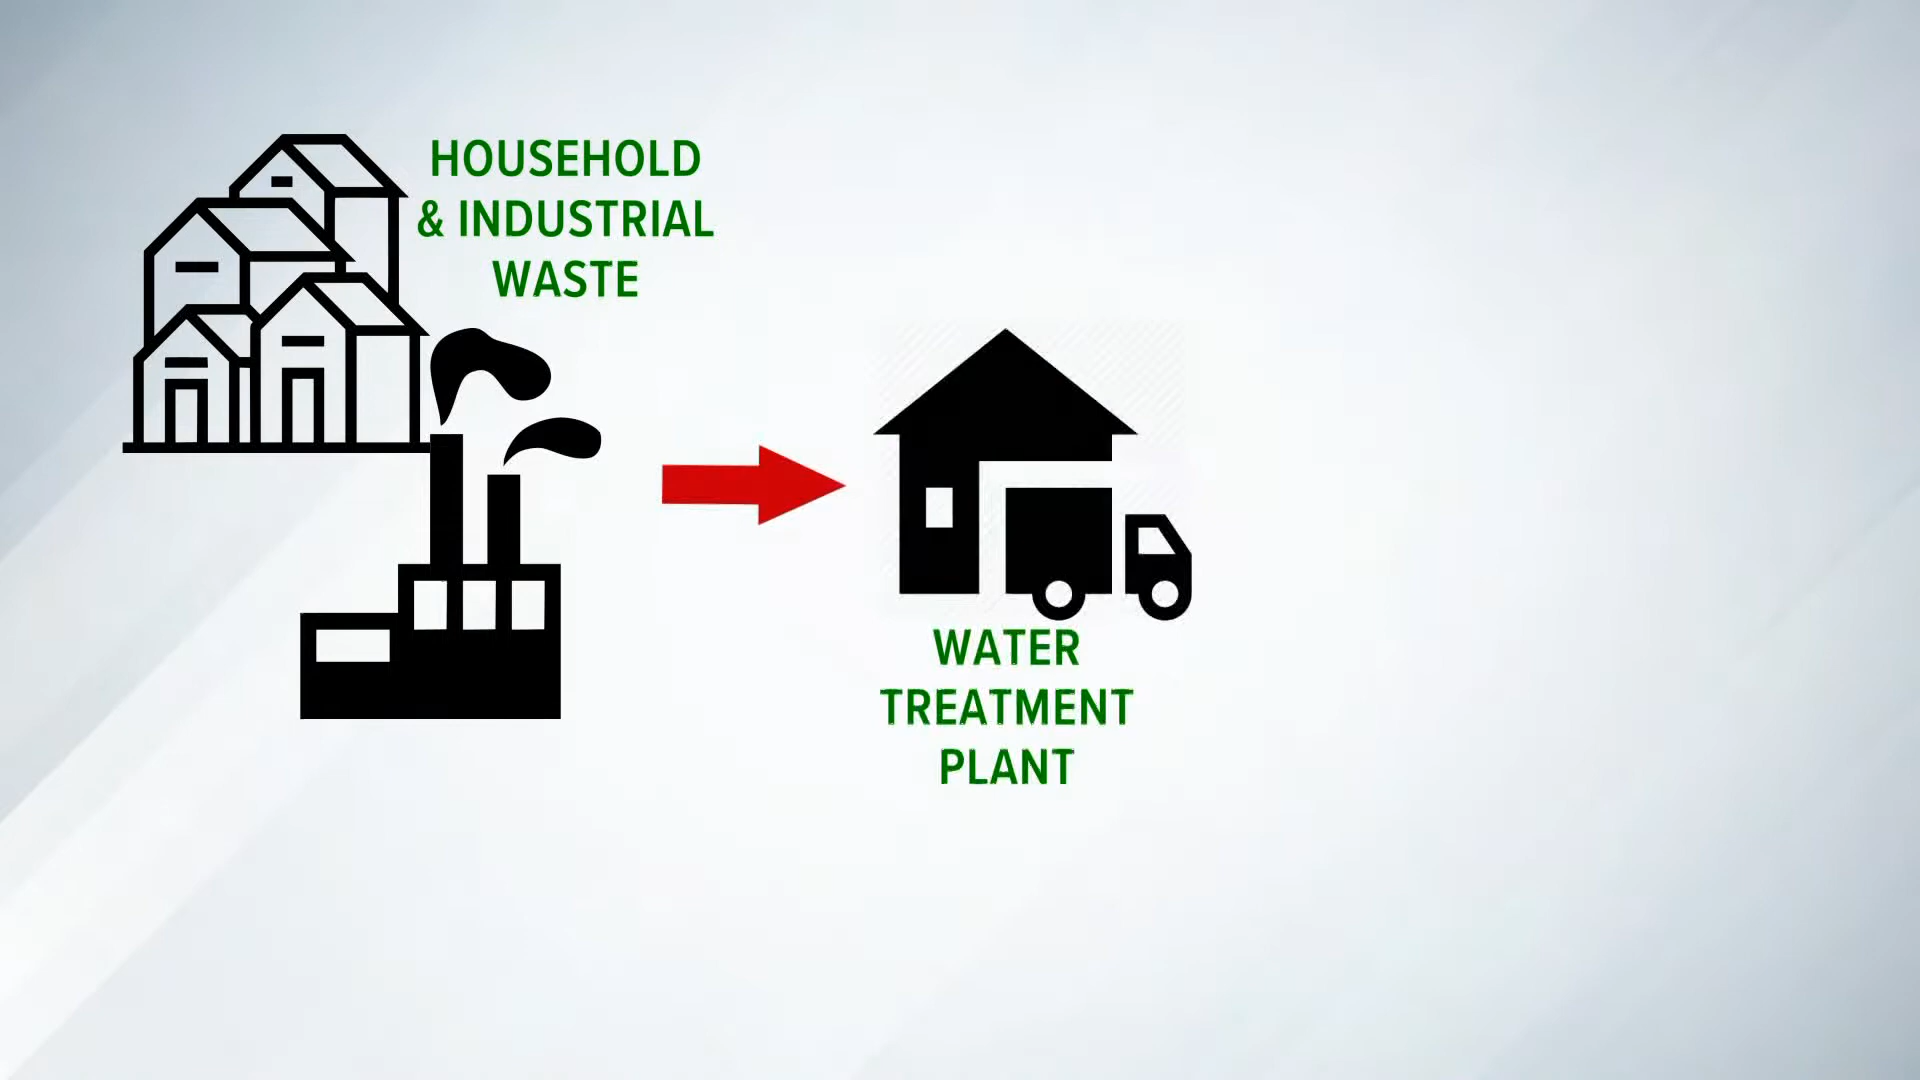 HOUSEHOLD
& INDUSTRIAL
WASTE
WATER
TREATMENT
PLANT